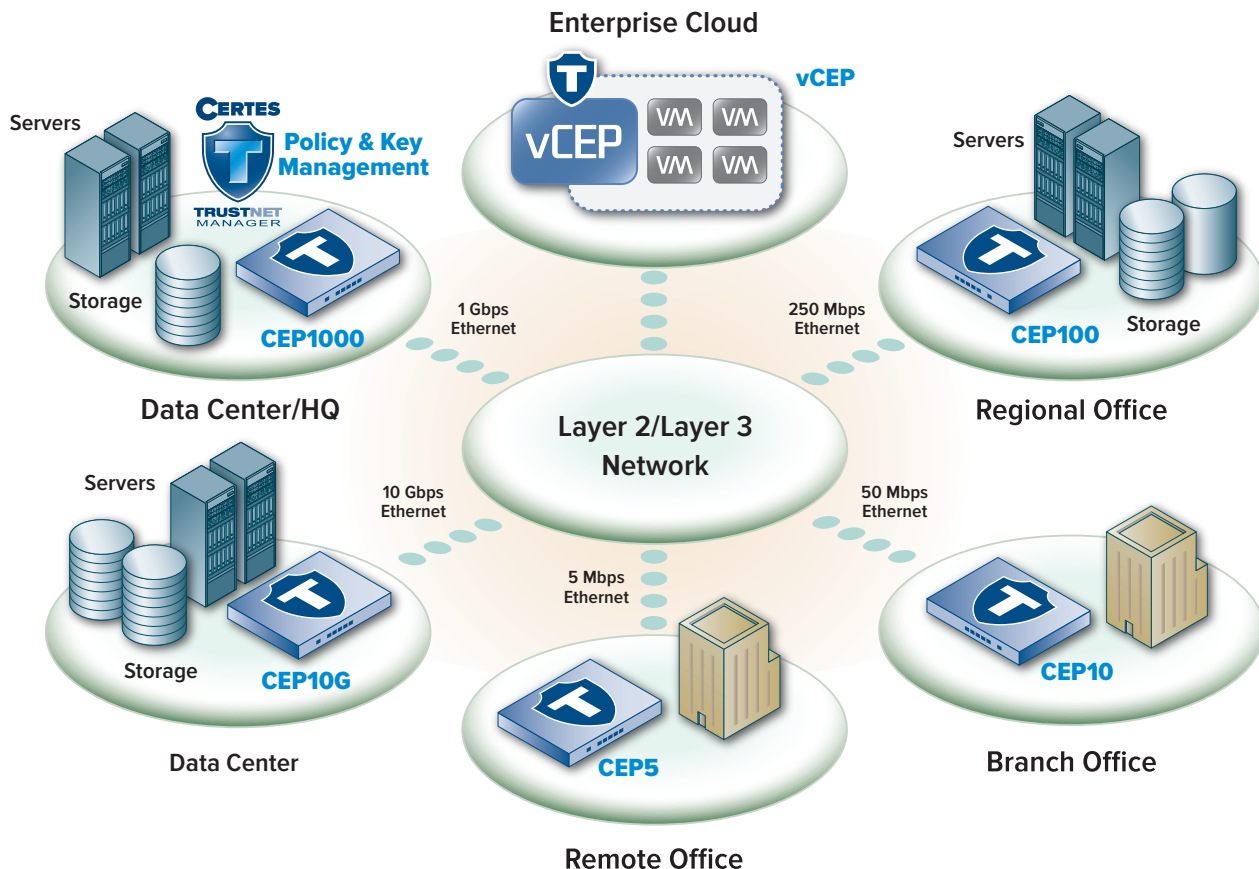 Enterprise Cloud
vCEP
T
vCEP
VM
VM
VM
VM
Servers
CERTES
T
Policy & Key
Management
TRUSTNET
MANAGER
T
Storage
CEP1000
Data Center/HQ
1 Gbps
Ethernet
250 Mbps
Ethernet
Servers
T
CEP100
Storage
Regional Office
Layer 2/Layer 3
Network
Servers
T
Storage
CEP10G
Data Center
10 Gbps
Ethernet
5 Mbps
Ethernet
50 Mbps
Ethernet
T
CEP5
Remote Office
T
CEP10
Branch Office